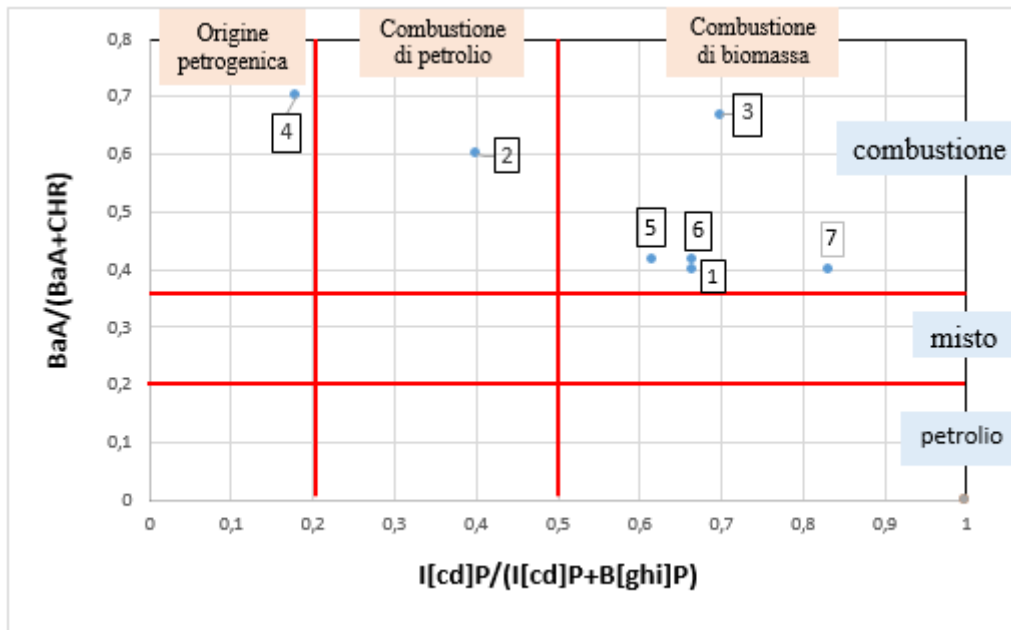 Origine
petrogenica
Combustione
di petrolio
Combustione
di biomassa
0,8
0,7
0,6
0,5
0,4
0,3
0,2
0,1
0
BaA/(BaA+CHR)
4
2
3
5
6
1
7
combustione
misto
petrolio
0
0,1
0,2
0,3
0,4
0,5
0,6
0,7
0,8
0,9
1
I[cd]P/(I[cd]P+B[ghi]P)